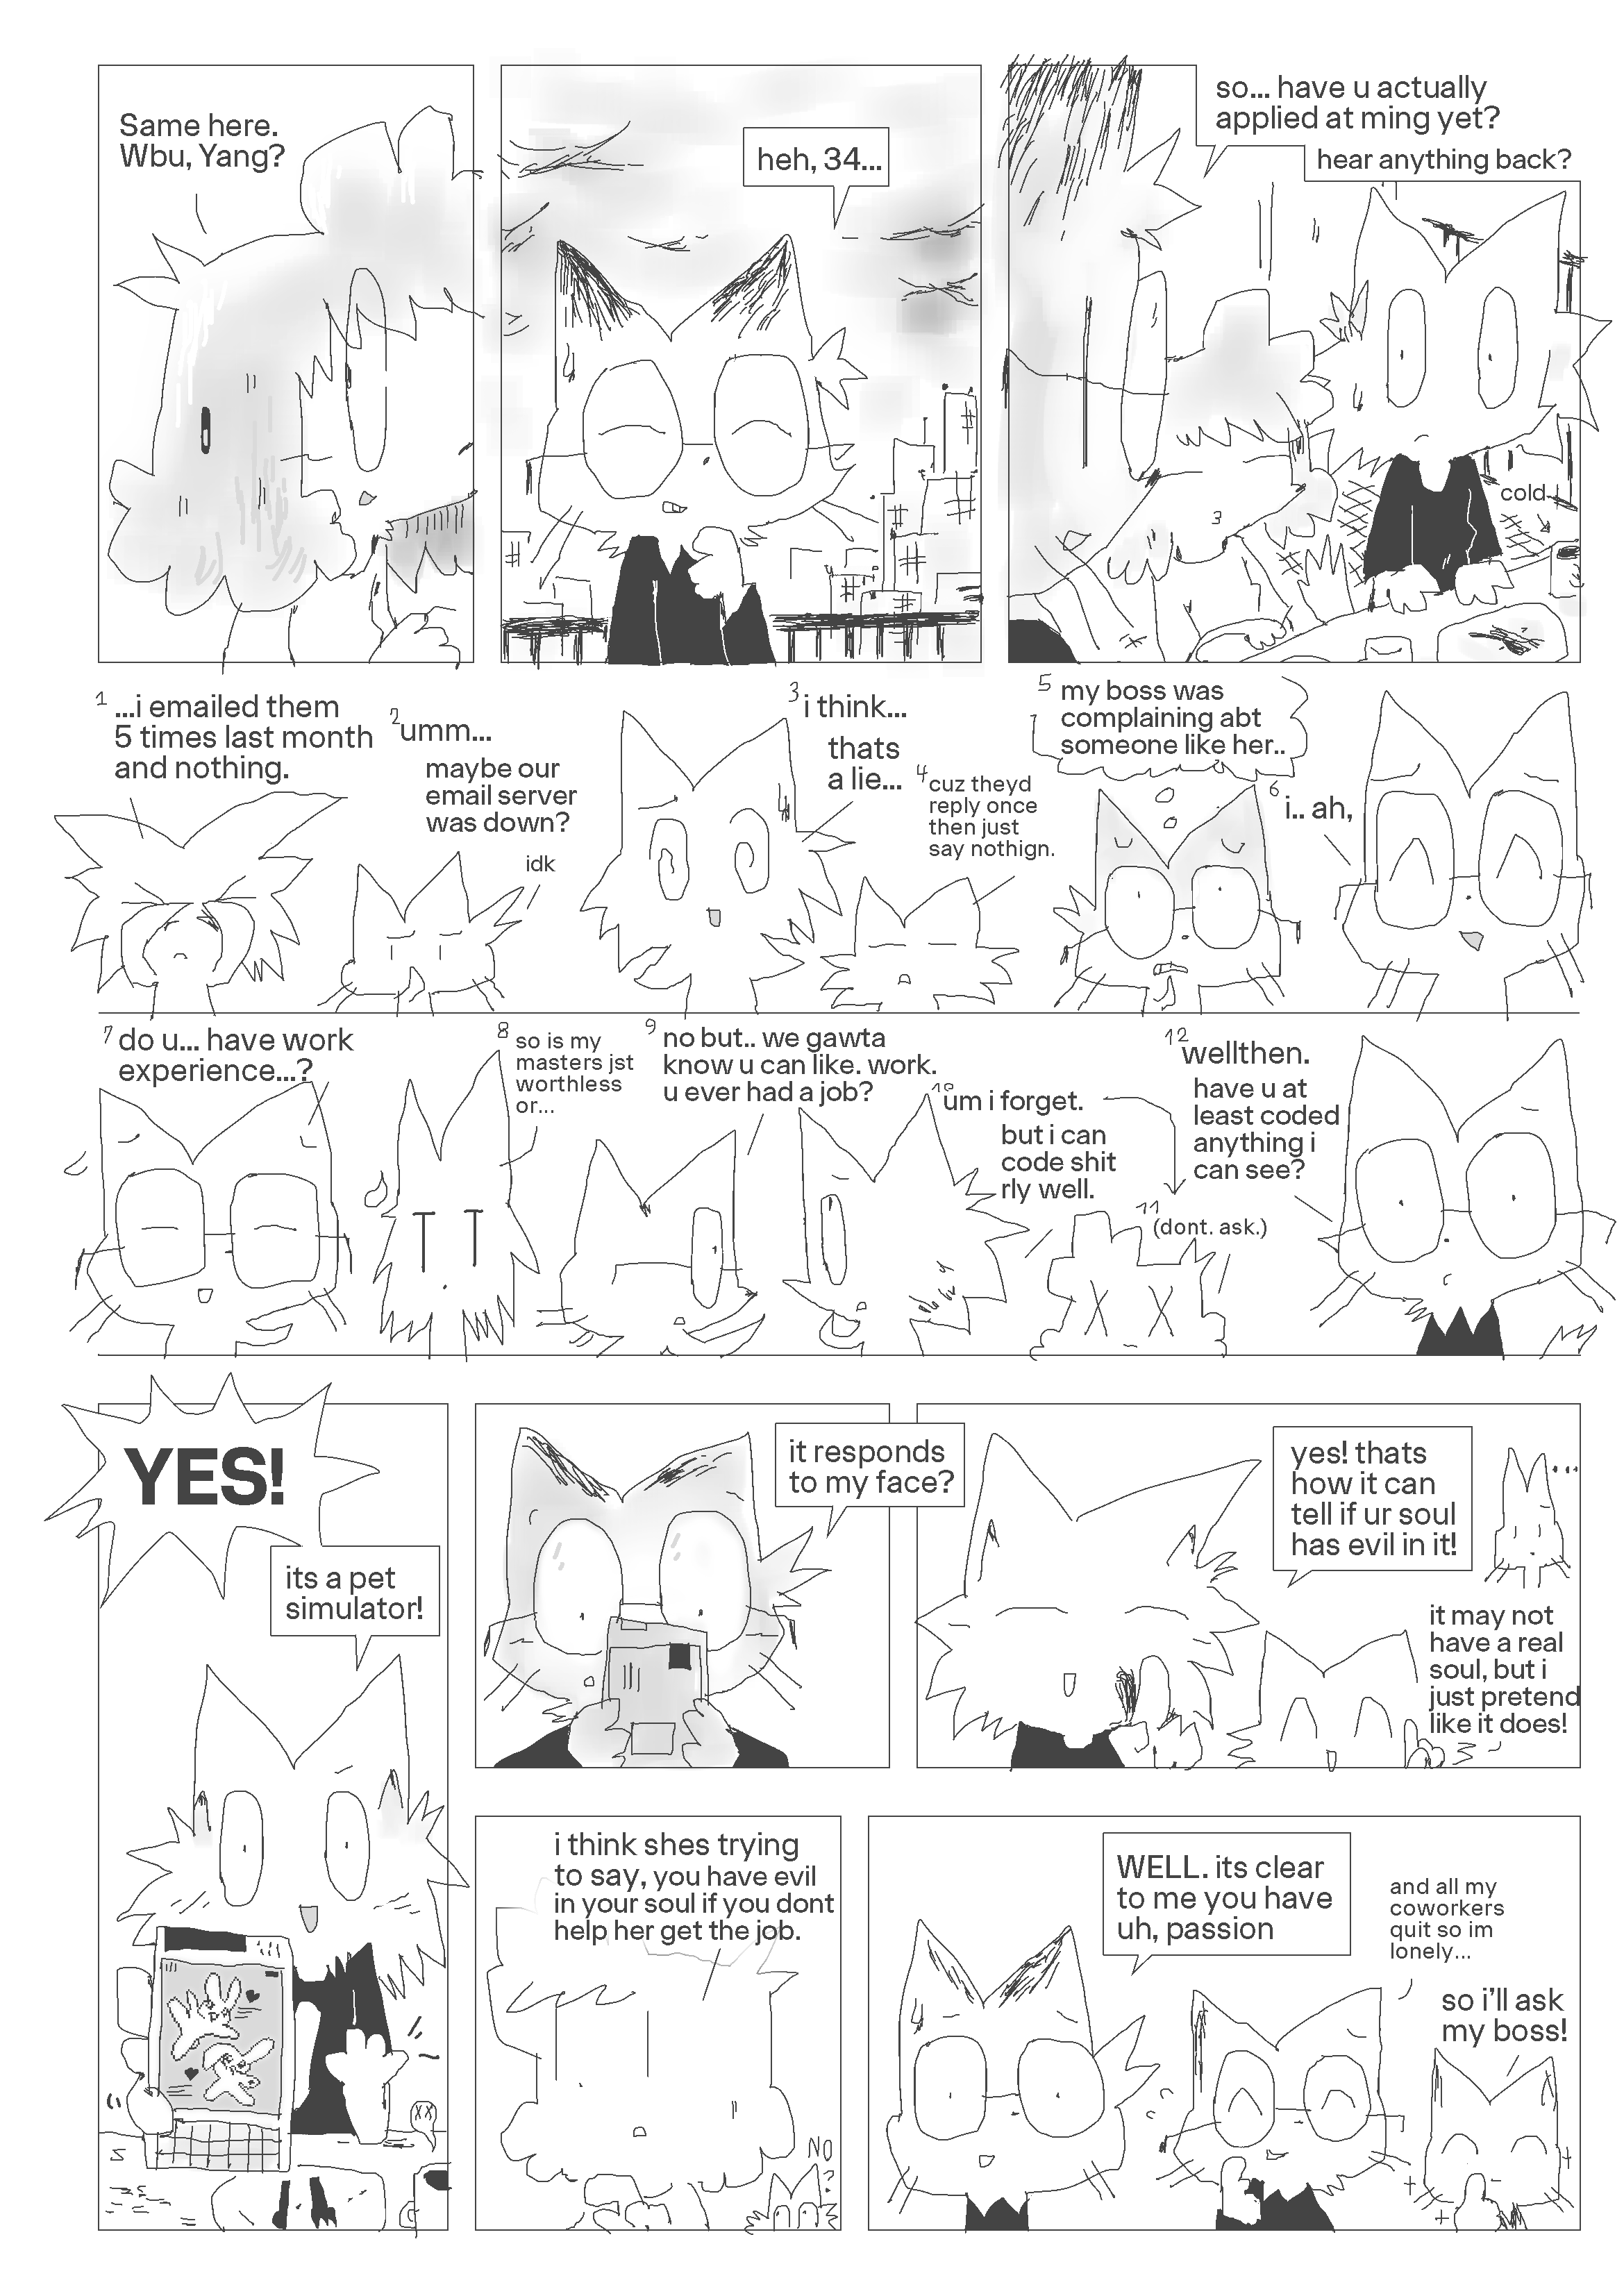 Same here.
Wbu, Yang?
heh, 34...
so... have u actually
applied at ming yet?
hear anything back?
cold
1
...i emailed them
5 times last month
and nothing.
2
umm...
maybe our
email server
was down?
idk
3
i think...
thats
a lie...
4
cuz theyd
reply once
then just
say nothign.
5
my boss was
complaining abt
someone like her..
6
i.. ah,
7
do u... have work
experience...?
8
so is my
masters jst
worthless
or...
9
no but.. we gawta
know u can like. work.
u ever had a job?
10
um i forget.
but i can
code shit
rly well.
11
(dont. ask.)
12
wellthen.
have u at
least coded
anything i
can see?
YES!
its a pet
simulator!
it responds
to my face?
yes! thats
how it can
tell if ur soul
has evil in it!
...
it may not
have a real
soul, but i
just pretend
like it does!
i think shes trying
to say, you have evil
in your soul if you dont
help her get the job.
NO
?
WELL. its clear
to me you have
uh, passion
and all my
coworkers
quit so im
lonely...
so i'll ask
my boss!